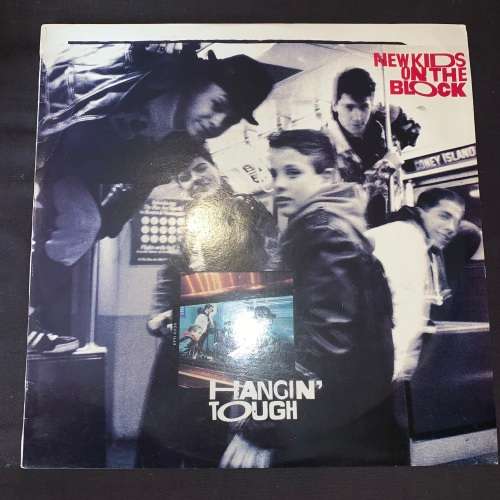 NEW KIDS
ON THE
BLOCK
CONEY ISLAND
HANGIN'
TOUGH